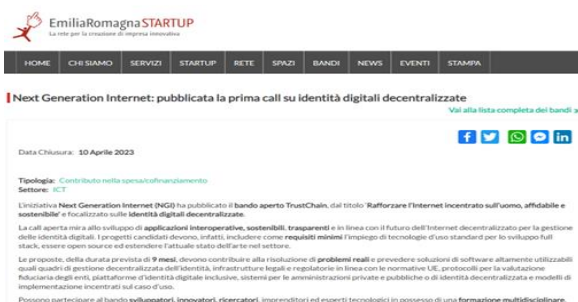 EmiliaRomagnaSTARTUP
La rete per la creazione di impresa innovativa
HOME CHI SIAMO SERVIZI STARTUP RETE SPAZI BANDI NEWS EVENTI STAMPA
Next Generation Internet: pubblicata la prima call su identità digitali decentralizzate
Vai alla lista completa dei bandi
Data Chiusura: 10 Aprile 2023
Tipologia: Contributo nella spesa/cofinanziamento
Settore: ICT
L'iniziativa Next Generation Internet (NGI) ha pubblicato il bando aperto TrustChain, dal titolo 'Rafforzare l'Internet incentrato sull'uomo, affidabile e
sostenibile' e focalizzato sulle identità digitali decentralizzate.
La call aperta mira allo sviluppo di applicazioni interoperative, sostenibili, trasparenti e in linea con il futuro dell'Internet decentralizzato per la gestione
delle identità digitali. I progetti candidati devono, infatti, includere come requisiti minimi l'impiego di tecnologie d'uso standard per lo sviluppo full
stack, essere open source ed estendere l'attuale stato dell'arte nel settore.
Le proposte, della durata prevista di 9 mesi, devono contribuire alla risoluzione di problemi reali e prevedere soluzioni di software altamente utilizzabili
quali quadri di gestione decentralizzata dell'identità, infrastrutture legali e regolatorie in linea con le normative UE, protocolli per la valutazione
fiduciaria degli enti, piattaforme d'identità digitale inclusive, sistemi per le amministrazioni private e pubbliche o di identità decentralizzata e modelli di
implementazione incentrati sul caso d'uso.
Possono partecipare al bando sviluppatori, innovatori, ricercatori, imprenditori ed esperti tecnologici in possesso di una formazione multidisciplinare